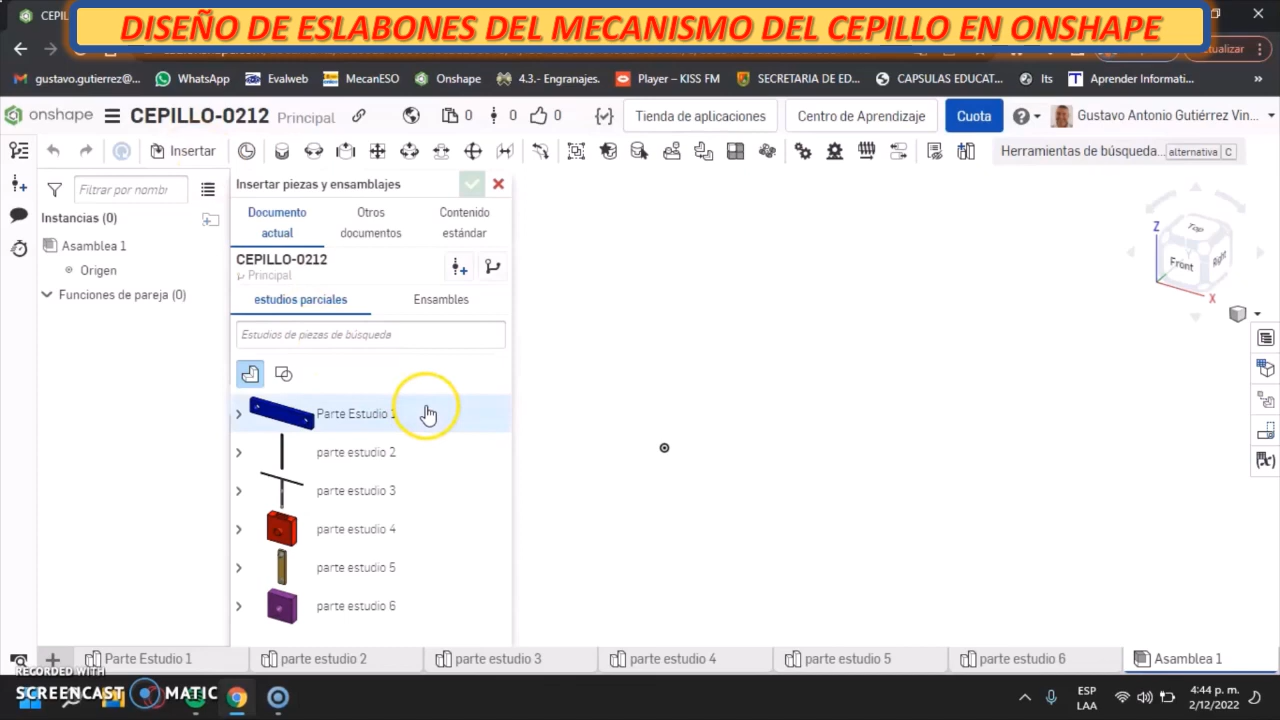 CEPIL
DISEÑO DE ESLABONES DEL MECANISMO DEL CEPILLO EN ONSHAPE
ctualizar
gustavo.gutierrez@...
WhatsApp
Evalweb
MecanESO
Onshape
4.3.- Engranajes.
Player – KISS FM
SECRETARIA DE ED...
CAPSULAS EDUCAT...
Its
Aprender Informati...
»
onshape
CEPILLO-0212
Principal
0
0
0
Tienda de aplicaciones
Centro de Aprendizaje
Cuota
Gustavo Antonio Gutiérrez Vin...
Insertar
Herramientas de búsqueda...
alternativa C
Filtrar por nombr
Instancias (0)
Asamblea 1
Origen
Funciones de pareja (0)
Insertar piezas y ensamblajes
Documento actual
Otros documentos
Contenido estándar
CEPILLO-0212
Principal
estudios parciales
Ensambles
Estudios de piezas de búsqueda
Parte Estudio 1
parte estudio 2
parte estudio 3
parte estudio 4
parte estudio 5
parte estudio 6
Z
Top
Front
Right
X
Parte Estudio 1
parte estudio 2
parte estudio 3
parte estudio 4
parte estudio 5
parte estudio 6
Asamblea 1
RECORDED WITH
SCREENCAST MATIC
ESP
LAA
4:44 p. m.
2/12/2022